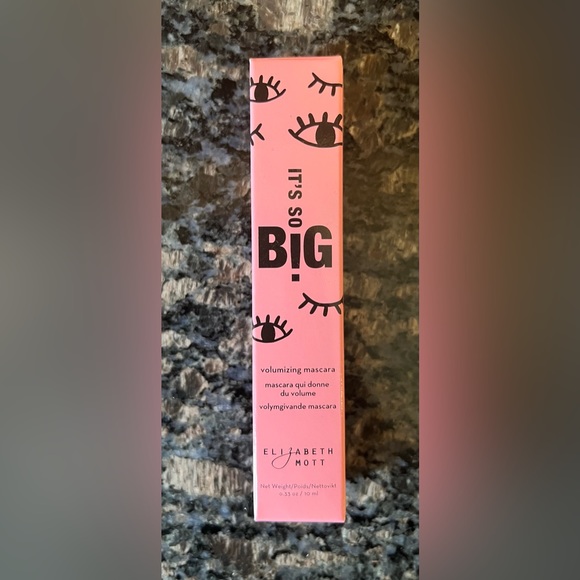 IT'S SO
BiG
volumizing mascara
mascara qui donne
du volume
volymgivande mascara
ELIZABETH
MOTT
Net Weight/Poids/Nettovikt
0.35 oz / 10 ml